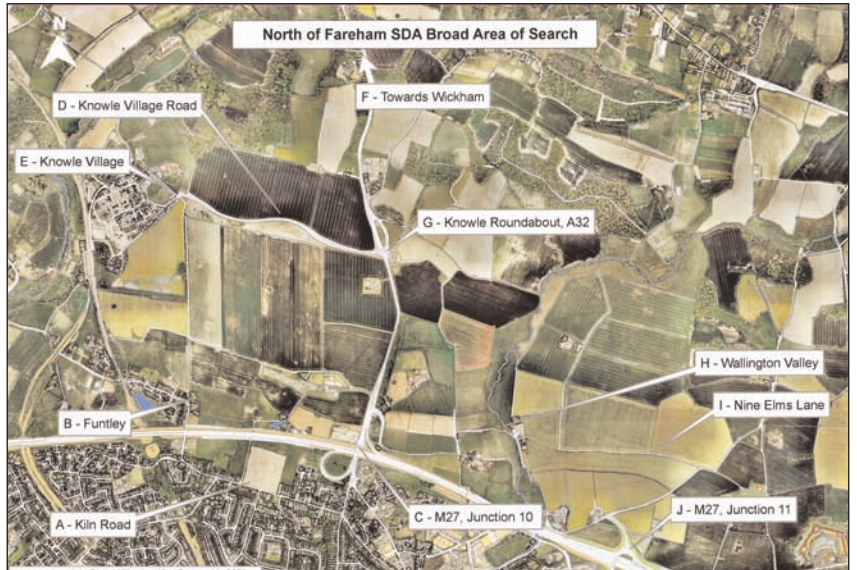 N
North of Fareham SDA Broad Area of Search
D - Knowle Village Road
F - Towards Wickham
E - Knowle Village
G - Knowle Roundabout, A32
H - Wallington Valley
I - Nine Elms Lane
B - Funtley
A - Kiln Road
C - M27, Junction 10
J - M27, Junction 11